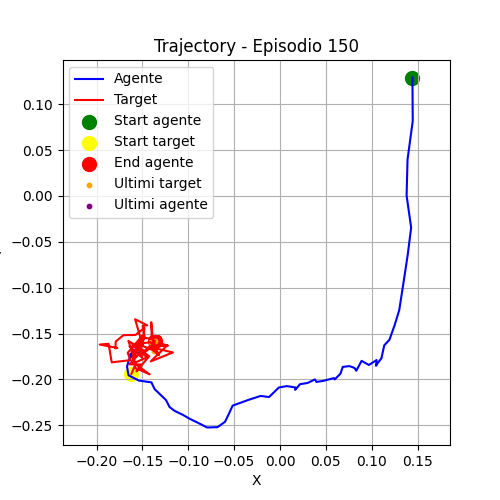 Trajectory - Episodio 150
Agente
Target
Start agente
Start target
End agente
Ultimi target
Ultimi agente
0.10
0.05
0.00
−0.05
−0.10
−0.15
−0.20
−0.25
−0.20 −0.15 −0.10 −0.05 0.00 0.05 0.10 0.15
X